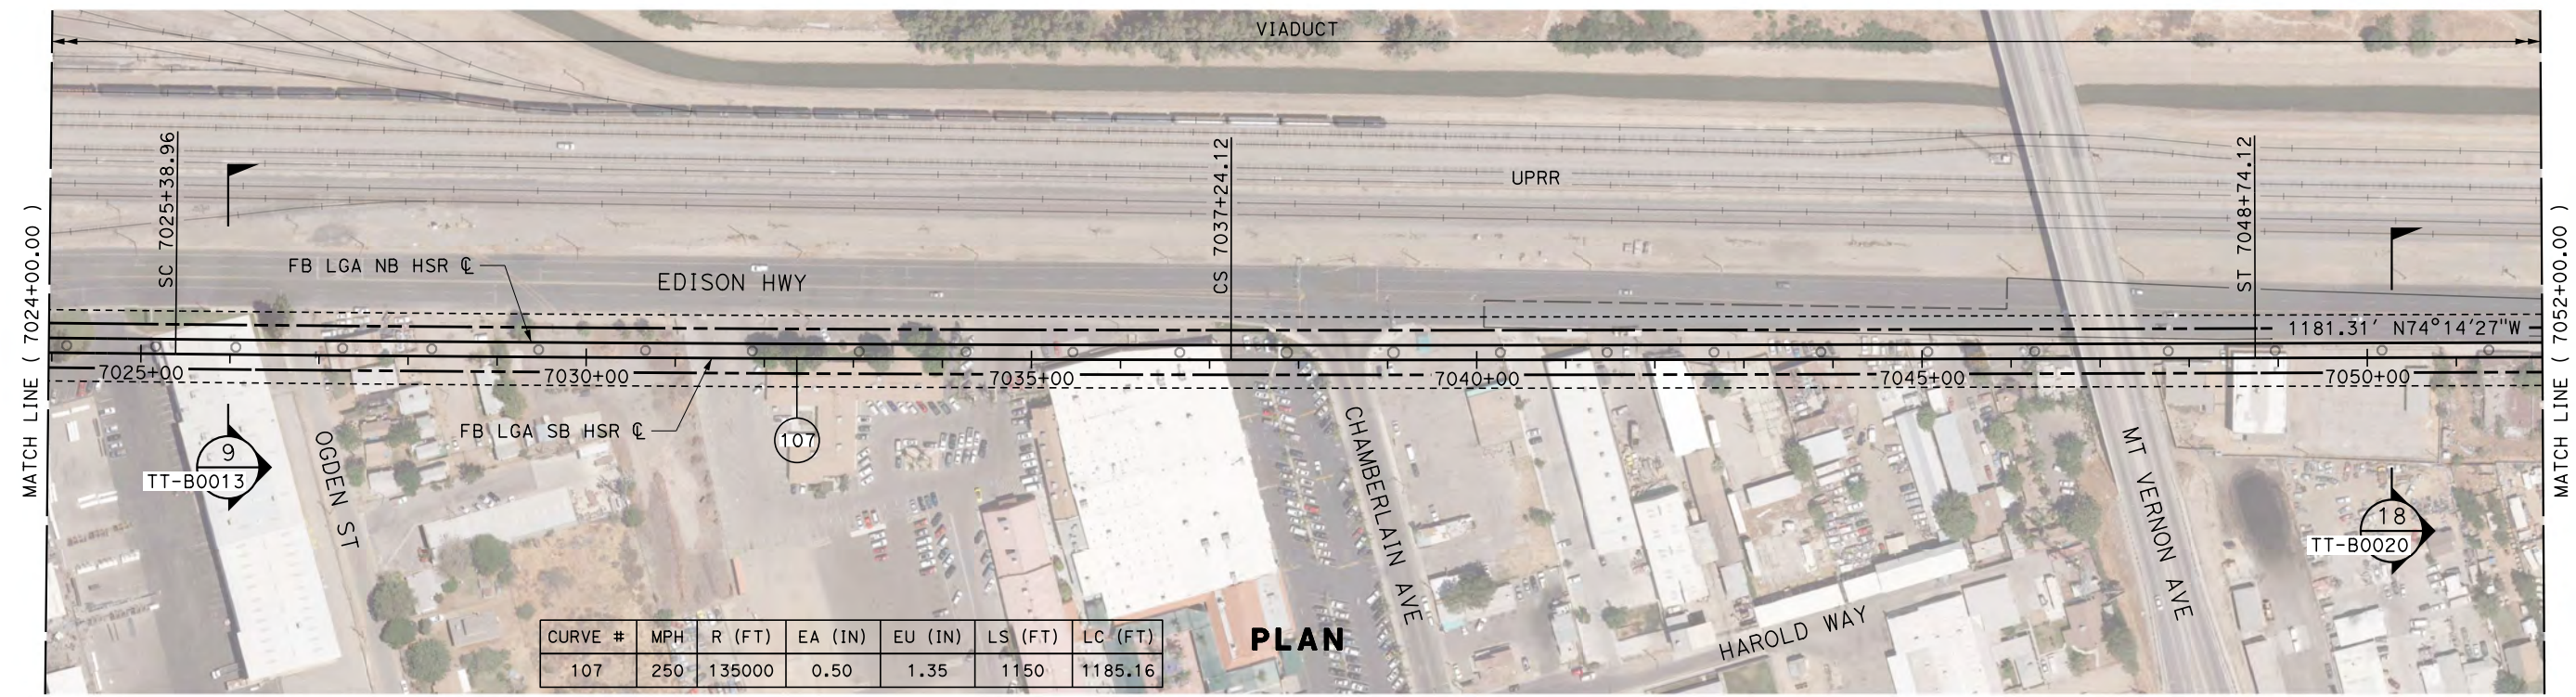 VIADUCT
SC 7025+38.96
CS 7037+24.12
ST 7048+74.12
UPRR
MATCH LINE ( 7024+00.00 )
MATCH LINE ( 7052+00.00 )
FB LGA NB HSR ℄
EDISON HWY
1181.31' N74°14'27"W
7025+00
7030+00
7035+00
7040+00
7045+00
7050+00
FB LGA SB HSR ℄
107
9
TT-B0013
OGDEN ST
CHAMBERLAIN AVE
MT VERNON AVE
18
TT-B0020
HAROLD WAY
CURVE # MPH R (FT) EA (IN) EU (IN) LS (FT) LC (FT)
107 250 135000 0.50 1.35 1150 1185.16
PLAN